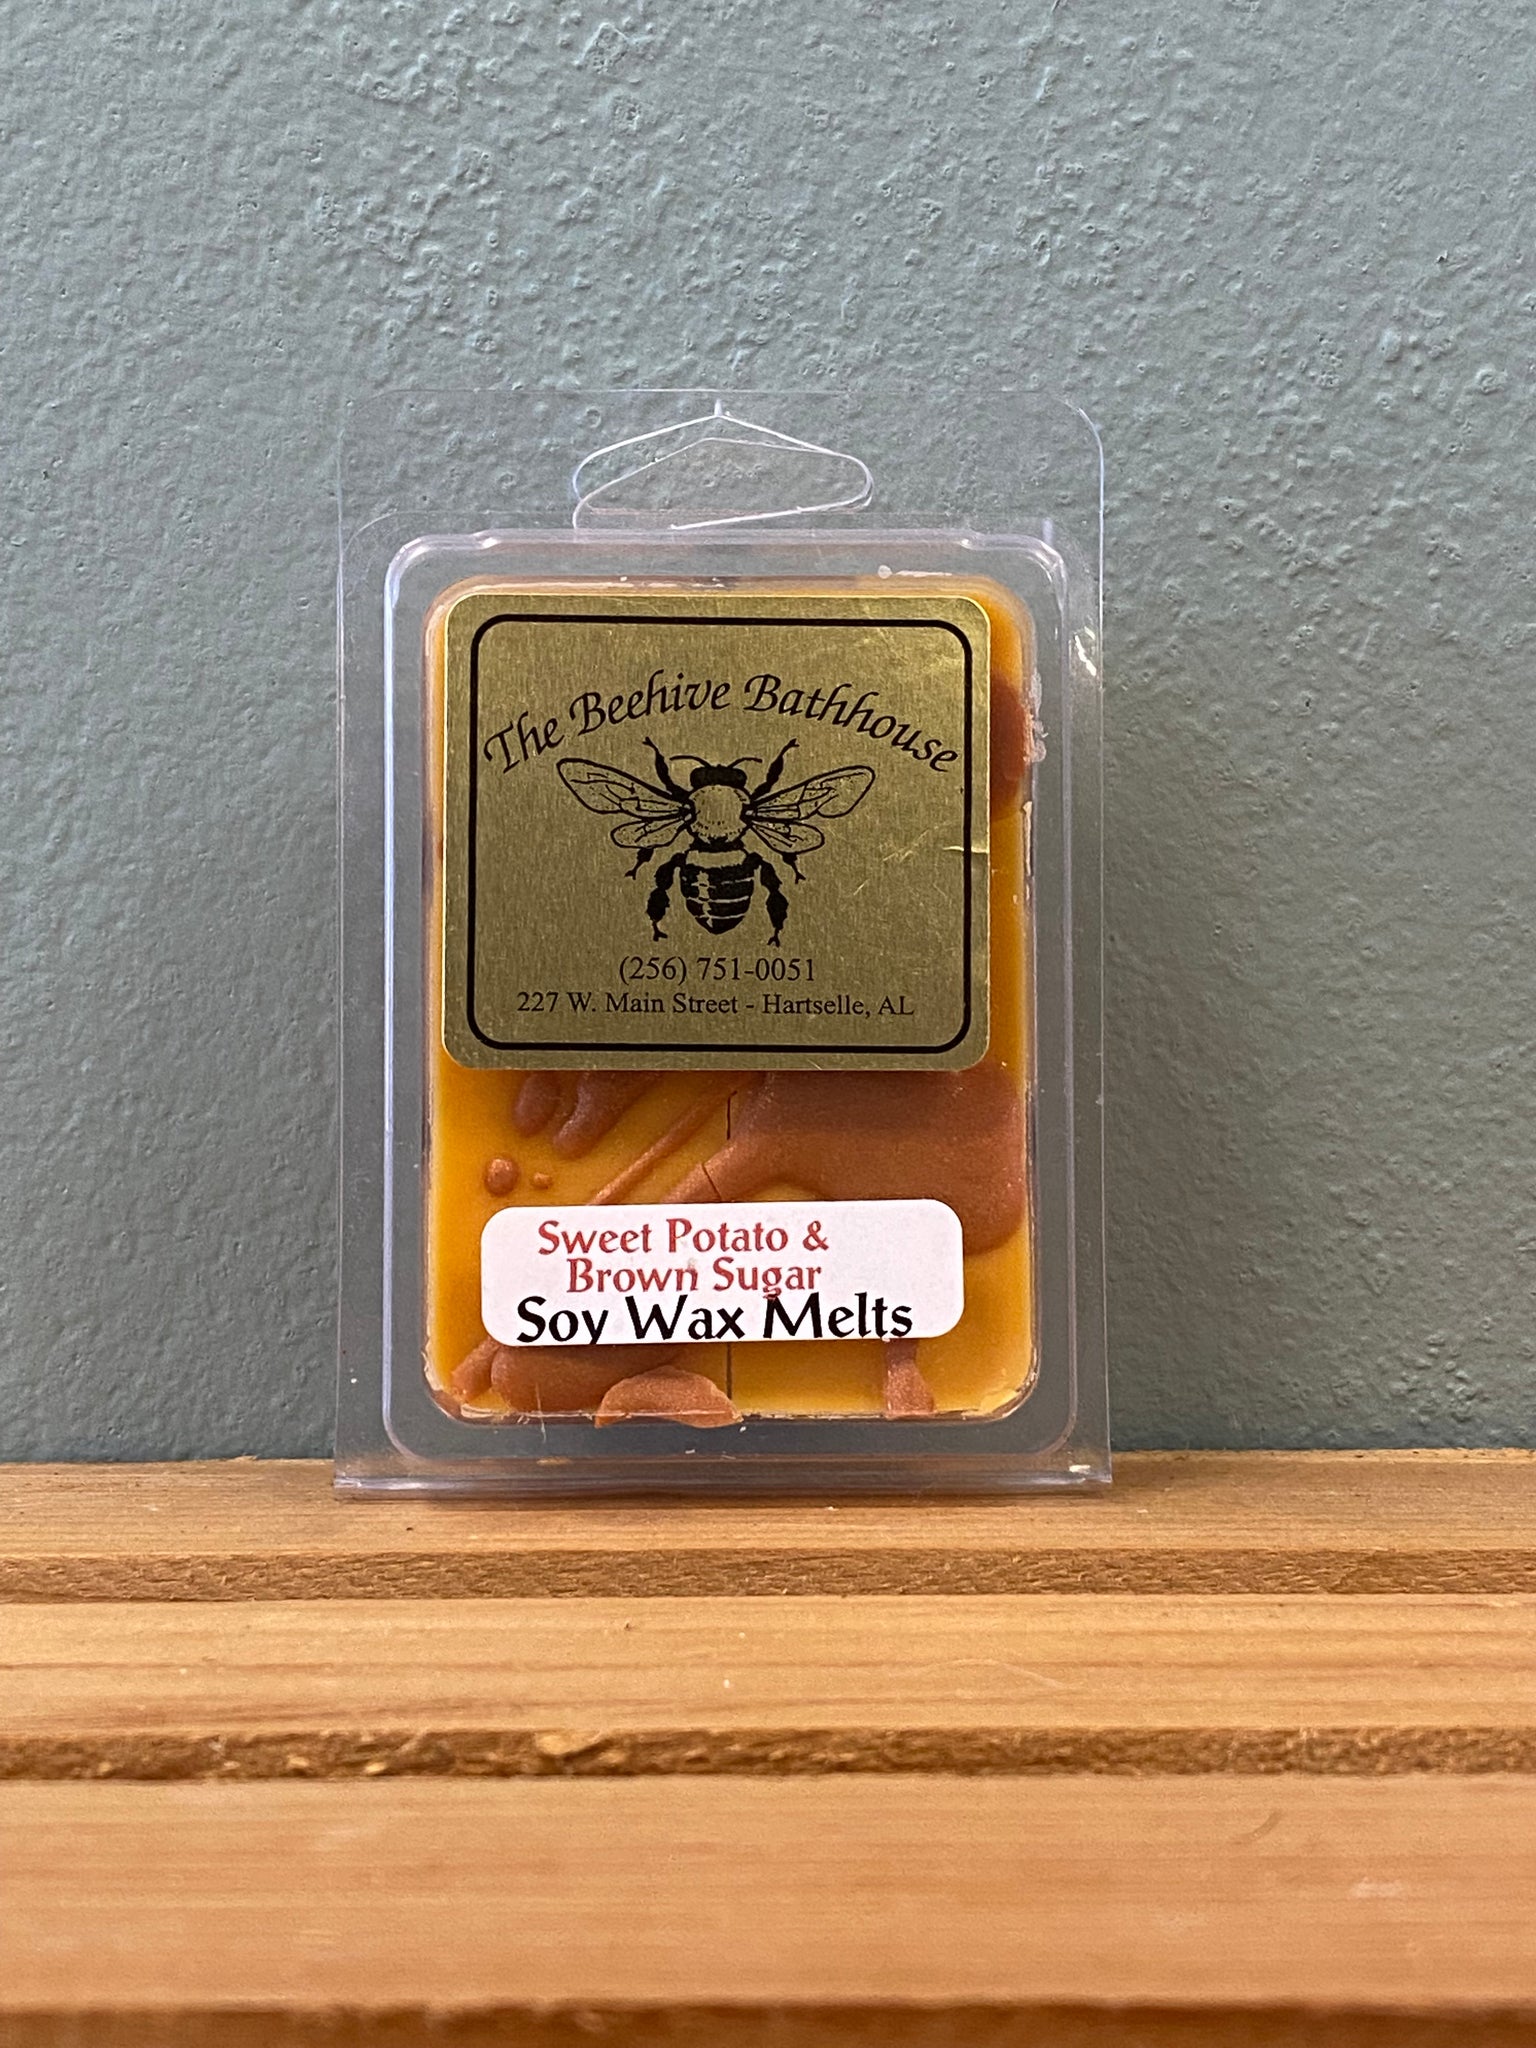 The Beehive Bathhouse
(256) 751-0051
227 W. Main Street - Hartselle, AL
Sweet Potato &
Brown Sugar
Soy Wax Melts